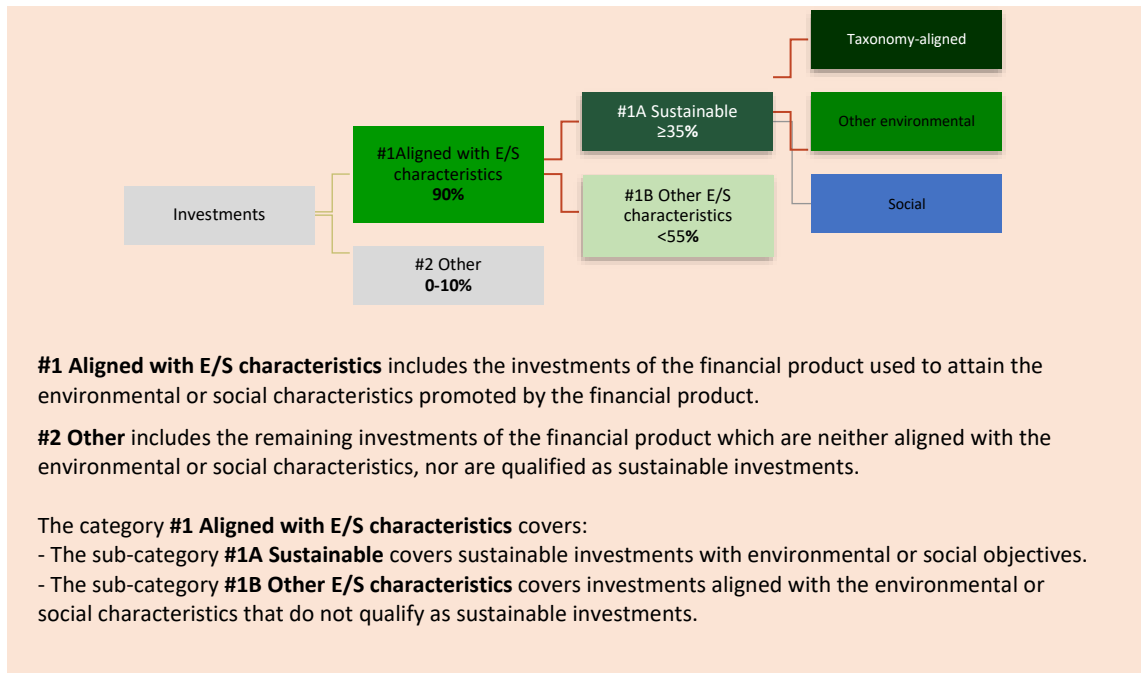 Taxonomy-aligned
#1A Sustainable
≥35%
Other environmental
#1Aligned with E/S
characteristics
90%
#1B Other E/S
characteristics
<55%
Social
Investments
#2 Other
0-10%
#1 Aligned with E/S characteristics includes the investments of the financial product used to attain the
environmental or social characteristics promoted by the financial product.
#2 Other includes the remaining investments of the financial product which are neither aligned with the
environmental or social characteristics, nor are qualified as sustainable investments.
The category #1 Aligned with E/S characteristics covers:
- The sub-category #1A Sustainable covers sustainable investments with environmental or social objectives.
- The sub-category #1B Other E/S characteristics covers investments aligned with the environmental or
social characteristics that do not qualify as sustainable investments.